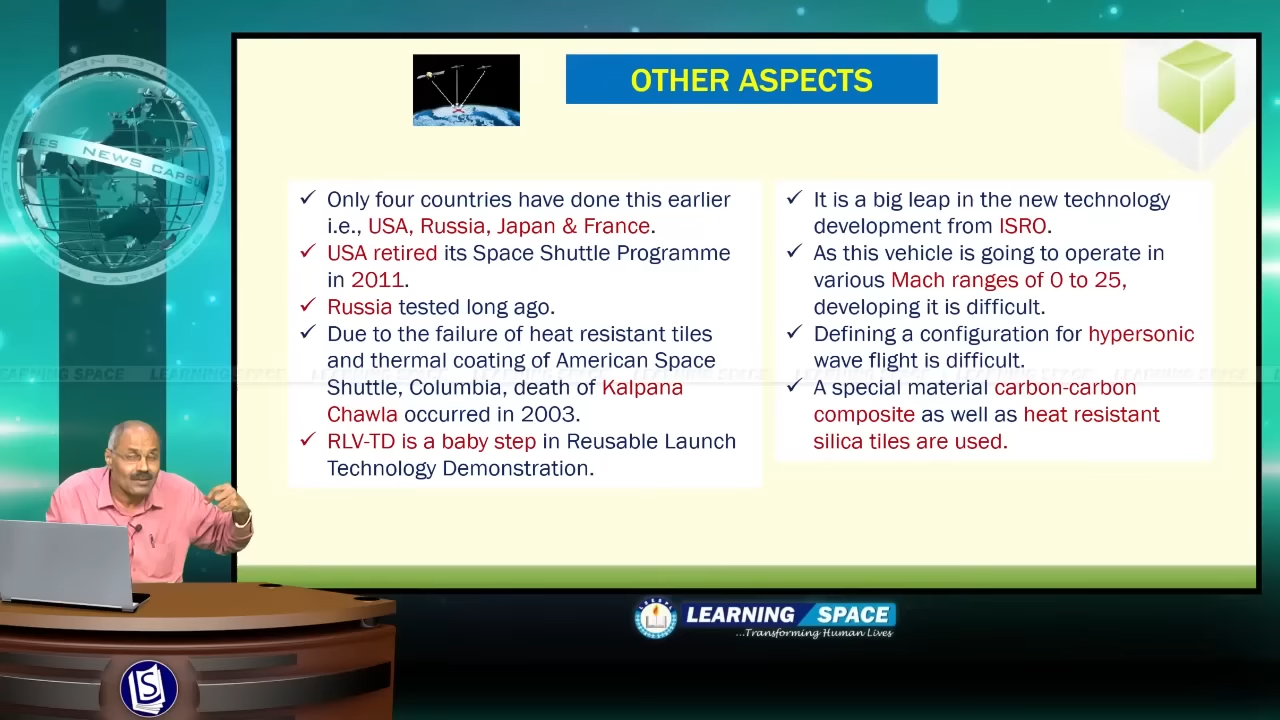 OTHER ASPECTS
✓ Only four countries have done this earlier
i.e., USA, Russia, Japan & France.
✓ USA retired its Space Shuttle Programme
in 2011.
✓ Russia tested long ago.
✓ Due to the failure of heat resistant tiles
and thermal coating of American Space
Shuttle, Columbia, death of Kalpana
Chawla occurred in 2003.
✓ RLV-TD is a baby step in Reusable Launch
Technology Demonstration.
✓ It is a big leap in the new technology
development from ISRO.
✓ As this vehicle is going to operate in
various Mach ranges of 0 to 25,
developing it is difficult.
✓ Defining a configuration for hypersonic
wave flight is difficult.
✓ A special material carbon-carbon
composite as well as heat resistant
silica tiles are used.
NEWS CAPSU
LEARNING SPACE
LEARNING SPACE
...Transforming Human Lives
LS